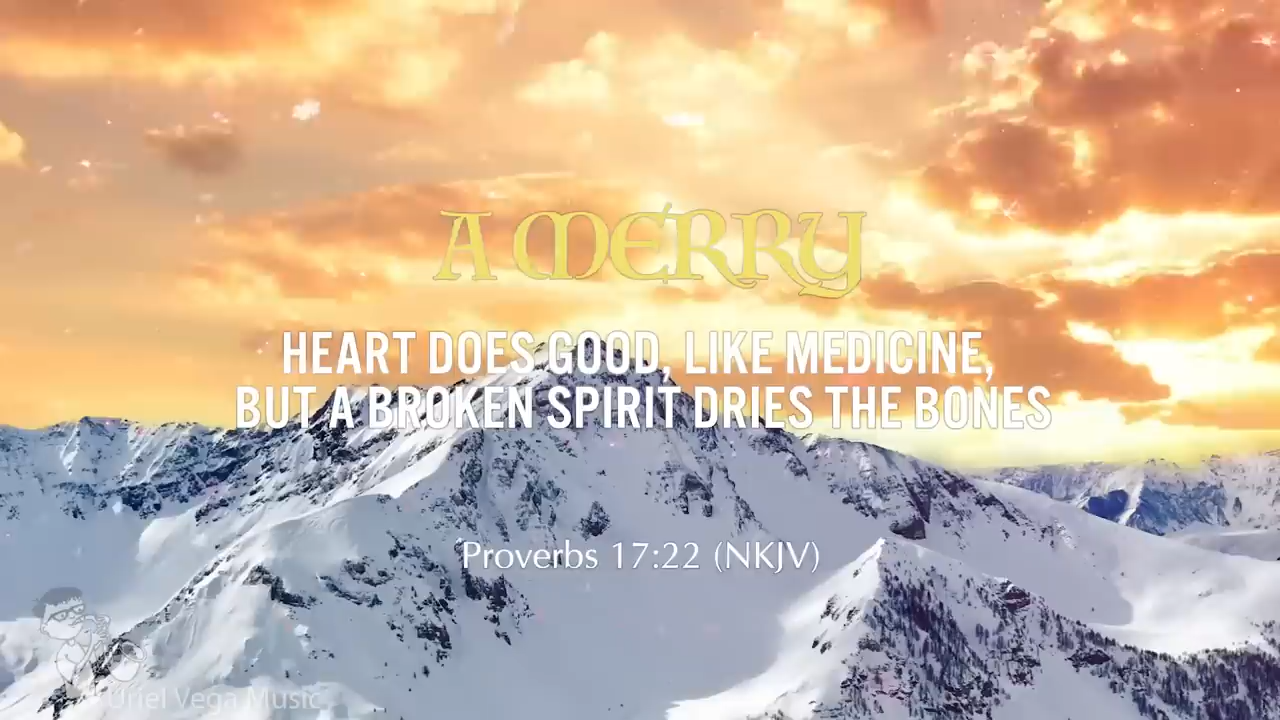 A MERRY
HEART DOES GOOD, LIKE MEDICINE,
BUT A BROKEN SPIRIT DRIES THE BONES
Proverbs 17:22 (NKJV)
Uriel Vega Music